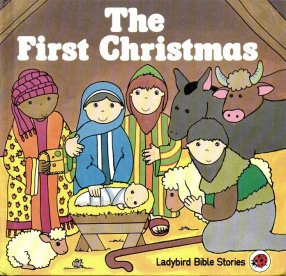 The
First Christmas
Ladybird Bible Stories